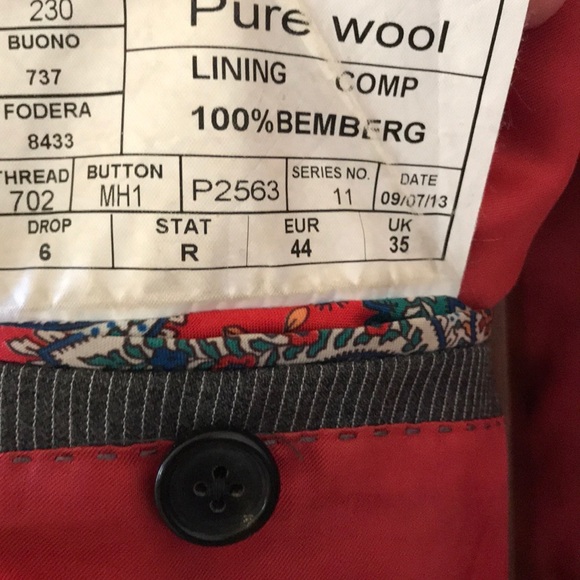 230
Pure wool
BUONO
737
LINING COMP
FODERA
100%BEMBERG
8433
THREAD BUTTON P2563 SERIES NO. DATE
702 MH1 11 09/07/13
DROP STAT EUR UK
6 R 44 35